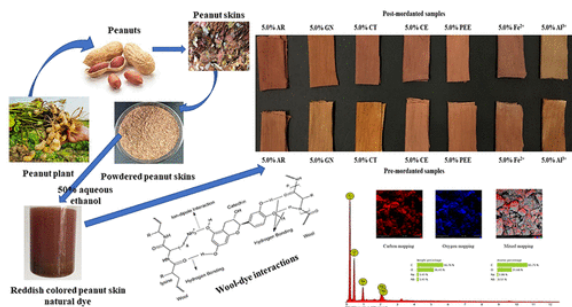 Peanut skins
Peanuts
Peanut plant
Powdered peanut skins
50% aqueous
ethanol
Reddish colored peanut skin
natural dye
Post-mordanted samples
5.0% AR 5.0% GN 5.0% CT 5.0% CE 5.0% PEE 5.0% Fe²⁺ 5.0% Al³⁺
5.0% AR 5.0% GN 5.0% CT 5.0% CE 5.0% PEE 5.0% Fe²⁺ 5.0% Al³⁺
Pre-mordanted samples
Ion-dipole interaction
Catechin
Hydrogen Bonding
Wool
Hydrogen Bonding
Wool
Wool-dye interactions
Carbon mapping Oxygen mapping Mixed mapping